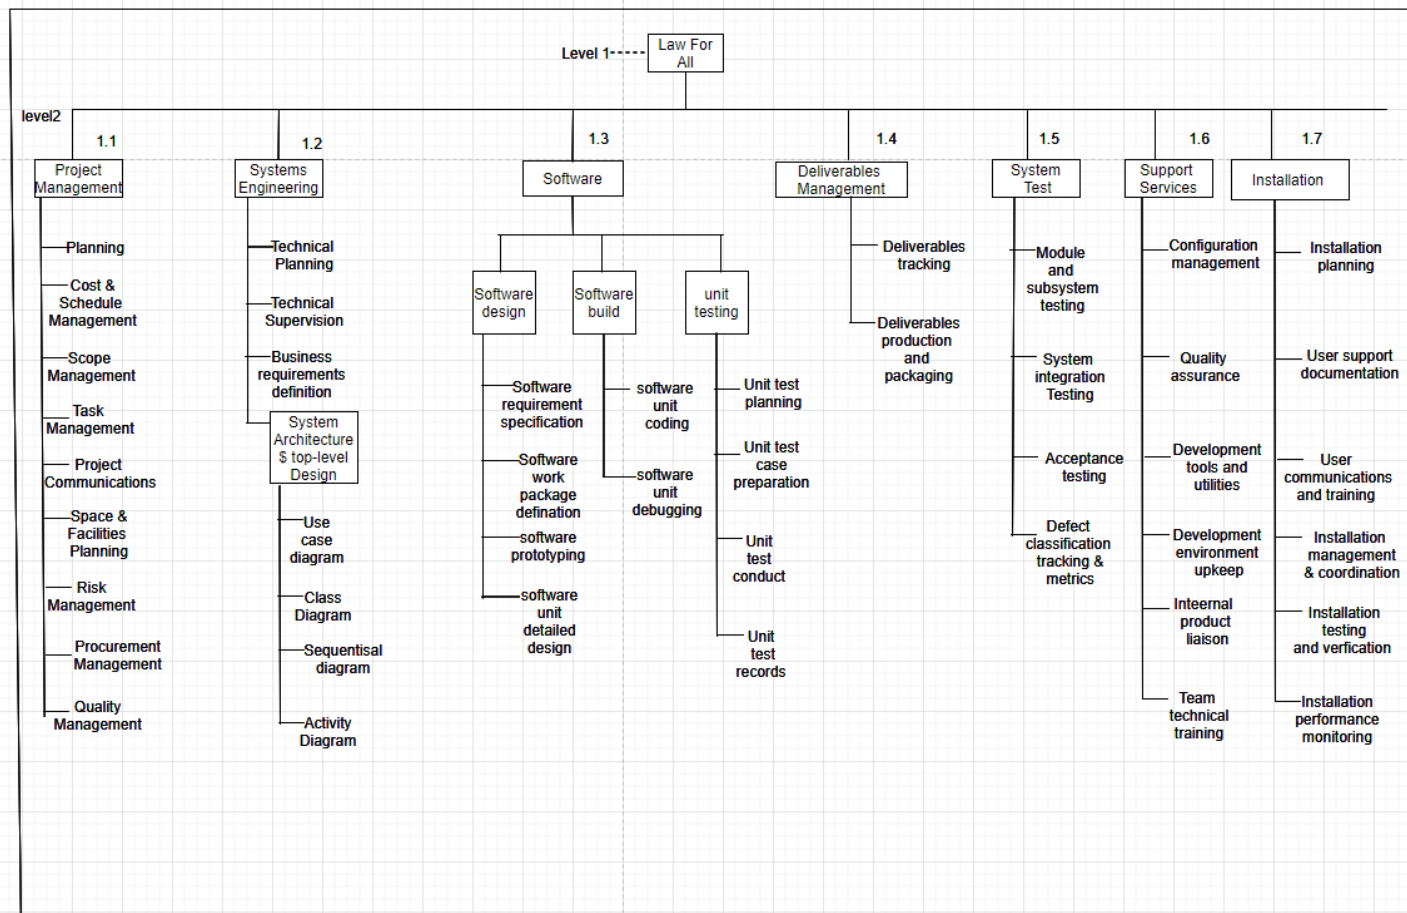 Level 1
Law For
All
level2
1.1
Project
Management
Planning
Cost &
Schedule
Management
Scope
Management
Task
Management
Project
Communications
Space &
Facilities
Planning
Risk
Management
Procurement
Management
Quality
Management
1.2
Systems
Engineering
Technical
Planning
Technical
Supervision
Business
requirements
definition
System
Architecture
$ top-level
Design
Use
case
diagram
Class
Diagram
Sequentisal
diagram
Activity
Diagram
1.3
Software
Software
design
Software
requirement
specification
Software
work
package
defination
software
prototyping
software
unit
detailed
design
Software
build
software
unit
coding
software
unit
debugging
unit
testing
Unit test
planning
Unit test
case
preparation
Unit
test
conduct
Unit
test
records
1.4
Deliverables
Management
Deliverables
tracking
Deliverables
production
and
packaging
1.5
System
Test
Module
and
subsystem
testing
System
integration
Testing
Acceptance
testing
Defect
classification
tracking &
metrics
1.6
Support
Services
Configuration
management
Quality
assurance
Development
tools and
utilities
Development
environment
upkeep
Inteernal
product
liaison
Team
technical
training
1.7
Installation
Installation
planning
User support
documentation
User
communications
and training
Installation
management
& coordination
Installation
testing
and verfication
Installation
performance
monitoring